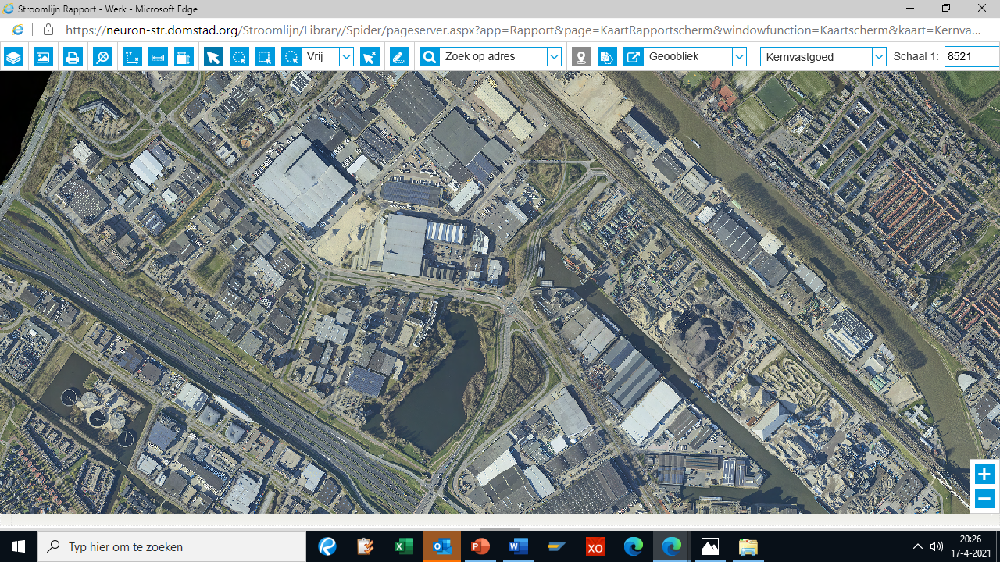 Stroomlijn Rapport - Werk - Microsoft Edge
https://neuron-str.domstad.org/Stroomlijn/Library/Spider/pageserver.aspx?app=Rapport&page=KaartRapportscherm&windowfunction=Kaartscherm&kaart=Kernva...
Vrij Zoek op adres Geoobliek Kernvastgoed Schaal 1: 8521
Typ hier om te zoeken
XO
20:26
17-4-2021